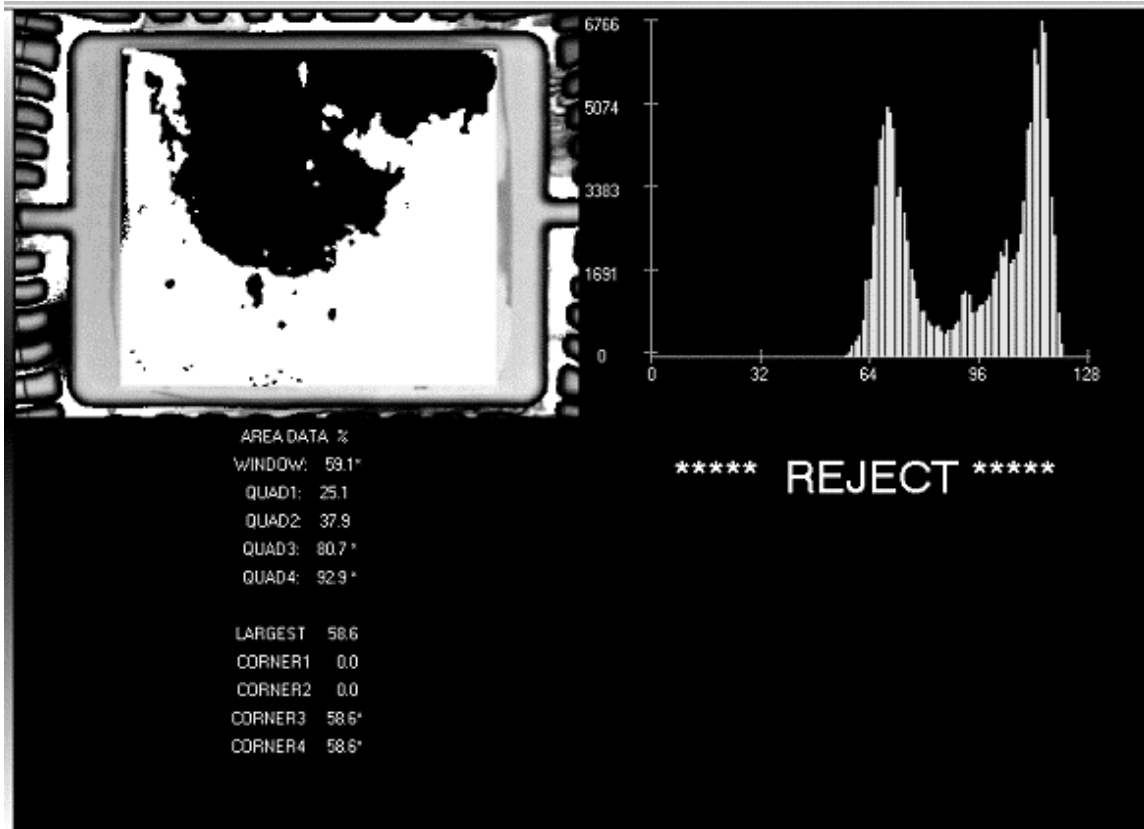 6766
5074
3383
1691
0
0 32 64 96 128
AREA DATA %
WINDOW: 59.1*
QUAD1: 25.1
QUAD2: 37.9
QUAD3: 80.7 *
QUAD4: 92.9 *
LARGEST 58.6
CORNER1 0.0
CORNER2 0.0
CORNER3 58.6*
CORNER4 58.6*
***** REJECT *****